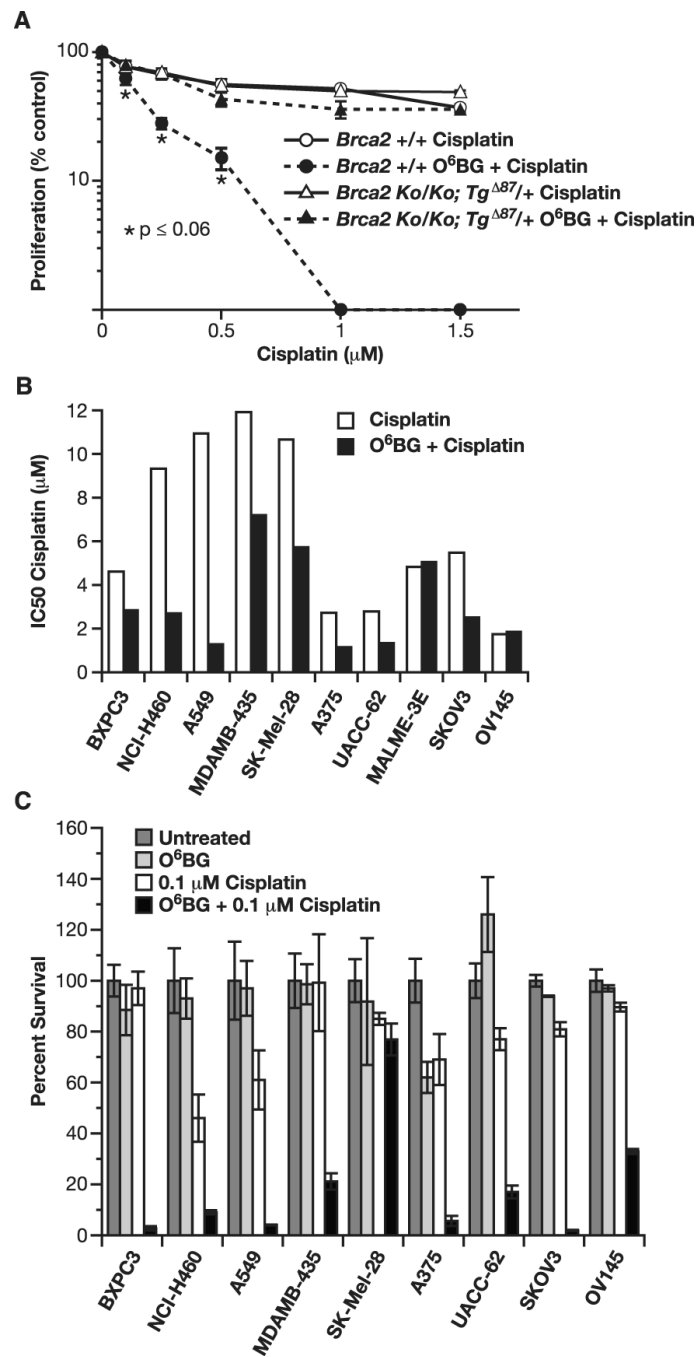 A
100
10
Proliferation (% control)
Brca2 +/+ Cisplatin
Brca2 +/+ O⁶BG + Cisplatin
Brca2 Ko/Ko; Tg^Δ87/+ Cisplatin
Brca2 Ko/Ko; Tg^Δ87/+ O⁶BG + Cisplatin
* * *
* p ≤ 0.06
0 0.5 1 1.5
Cisplatin (μM)
B
12
10
8
6
4
2
0
IC50 Cisplatin (μM)
Cisplatin
O⁶BG + Cisplatin
BXPC3 NCI-H460 A549 MDAMB-435 SK-Mel-28 A375 UACC-62 MALME-3E SKOV3 OV145
C
160
140
120
100
80
60
40
20
0
Percent Survival
Untreated
O⁶BG
0.1 μM Cisplatin
O⁶BG + 0.1 μM Cisplatin
BXPC3 NCI-H460 A549 MDAMB-435 SK-Mel-28 A375 UACC-62 SKOV3 OV145